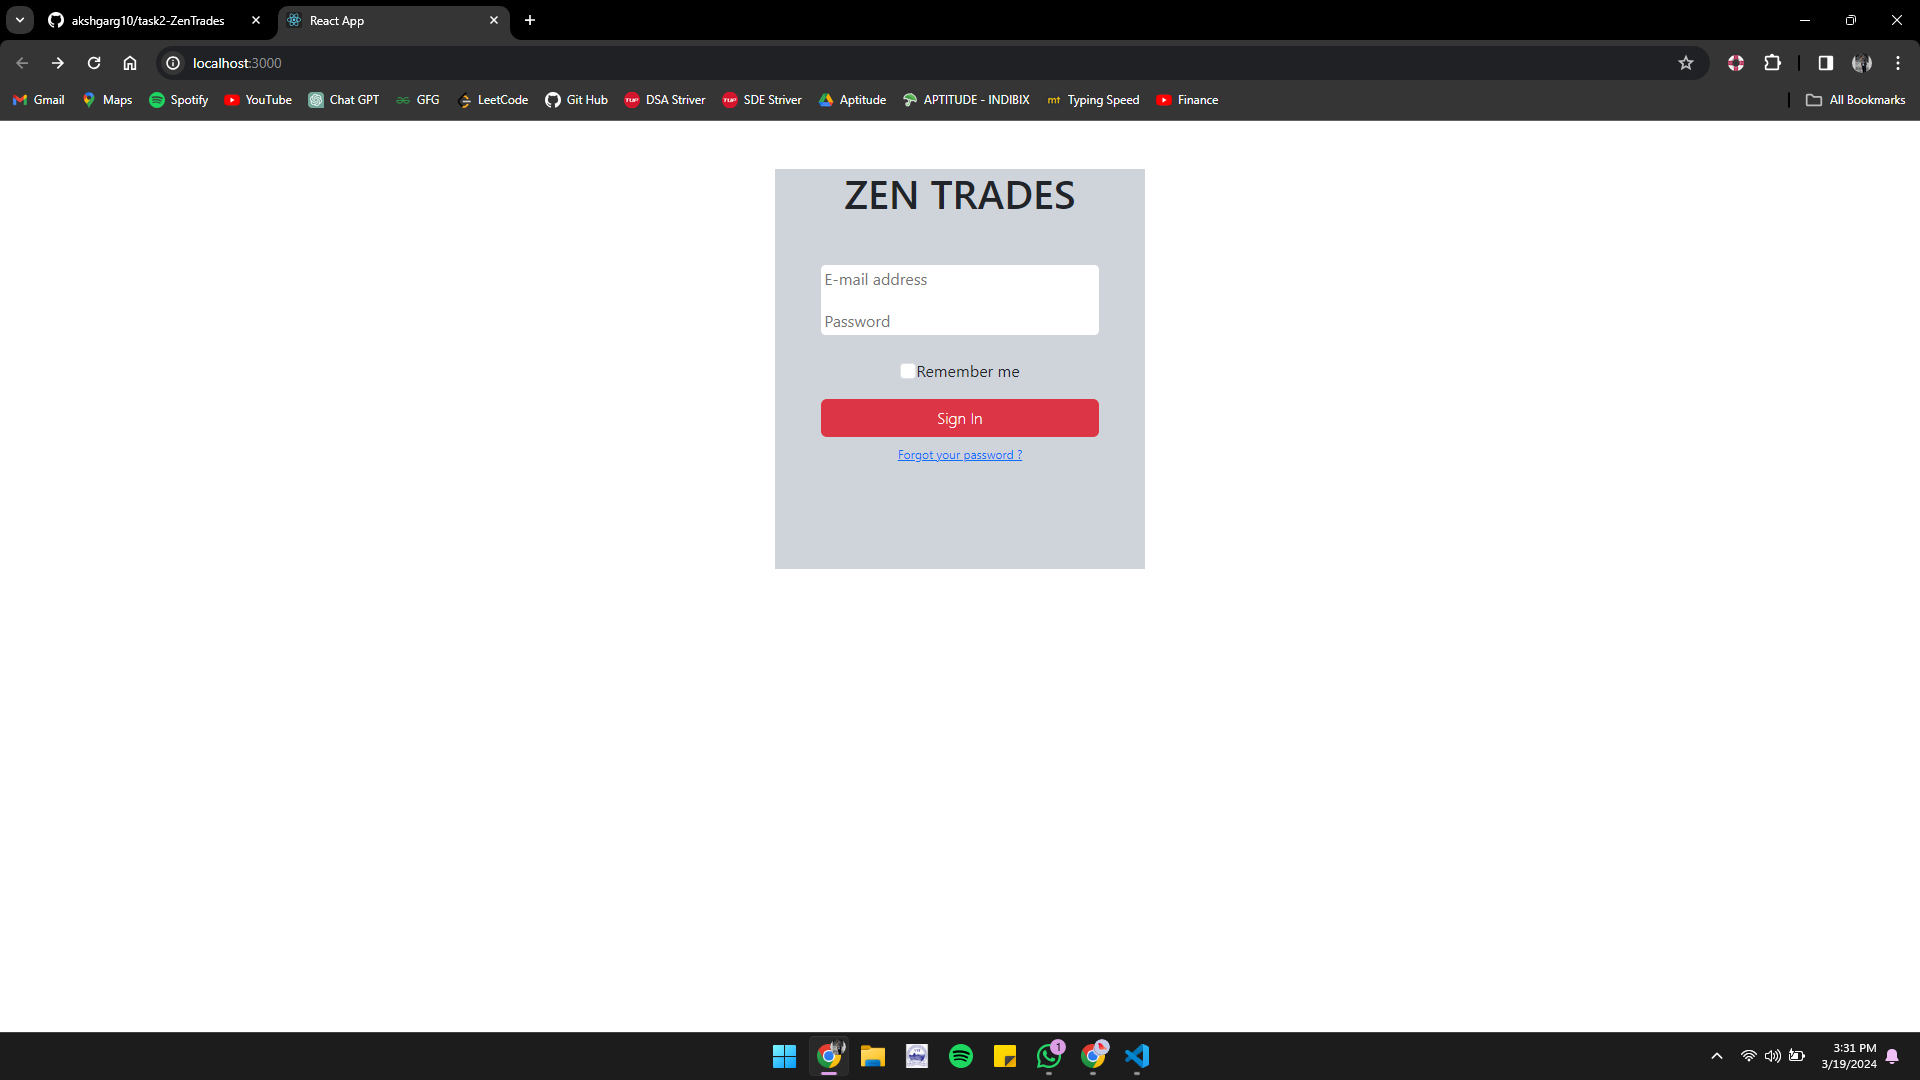 akshgarg10/task2-ZenTrades
React App
localhost:3000
Gmail
Maps
Spotify
YouTube
Chat GPT
GFG
LeetCode
Git Hub
DSA Striver
SDE Striver
Aptitude
APTITUDE - INDIBIX
mt Typing Speed
Finance
All Bookmarks
ZEN TRADES
E-mail address
Password
Remember me
Sign In
Forgot your password ?
1
3:31 PM
3/19/2024